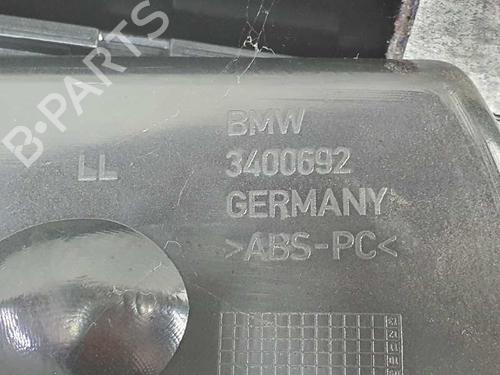 B-PARTS
BMW
LL 3400692
GERMANY
>ABS-PC<